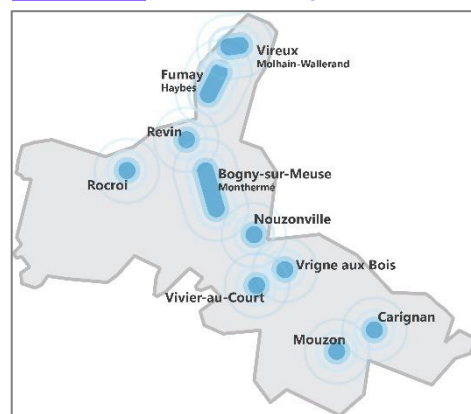 Vireux
Molhain-Wallerand
Fumay
Haybes
Revin
Rocroi
Bogny-sur-Meuse
Monthermé
Nouzonville
Vrigne aux Bois
Vivier-au-Court
Carignan
Mouzon